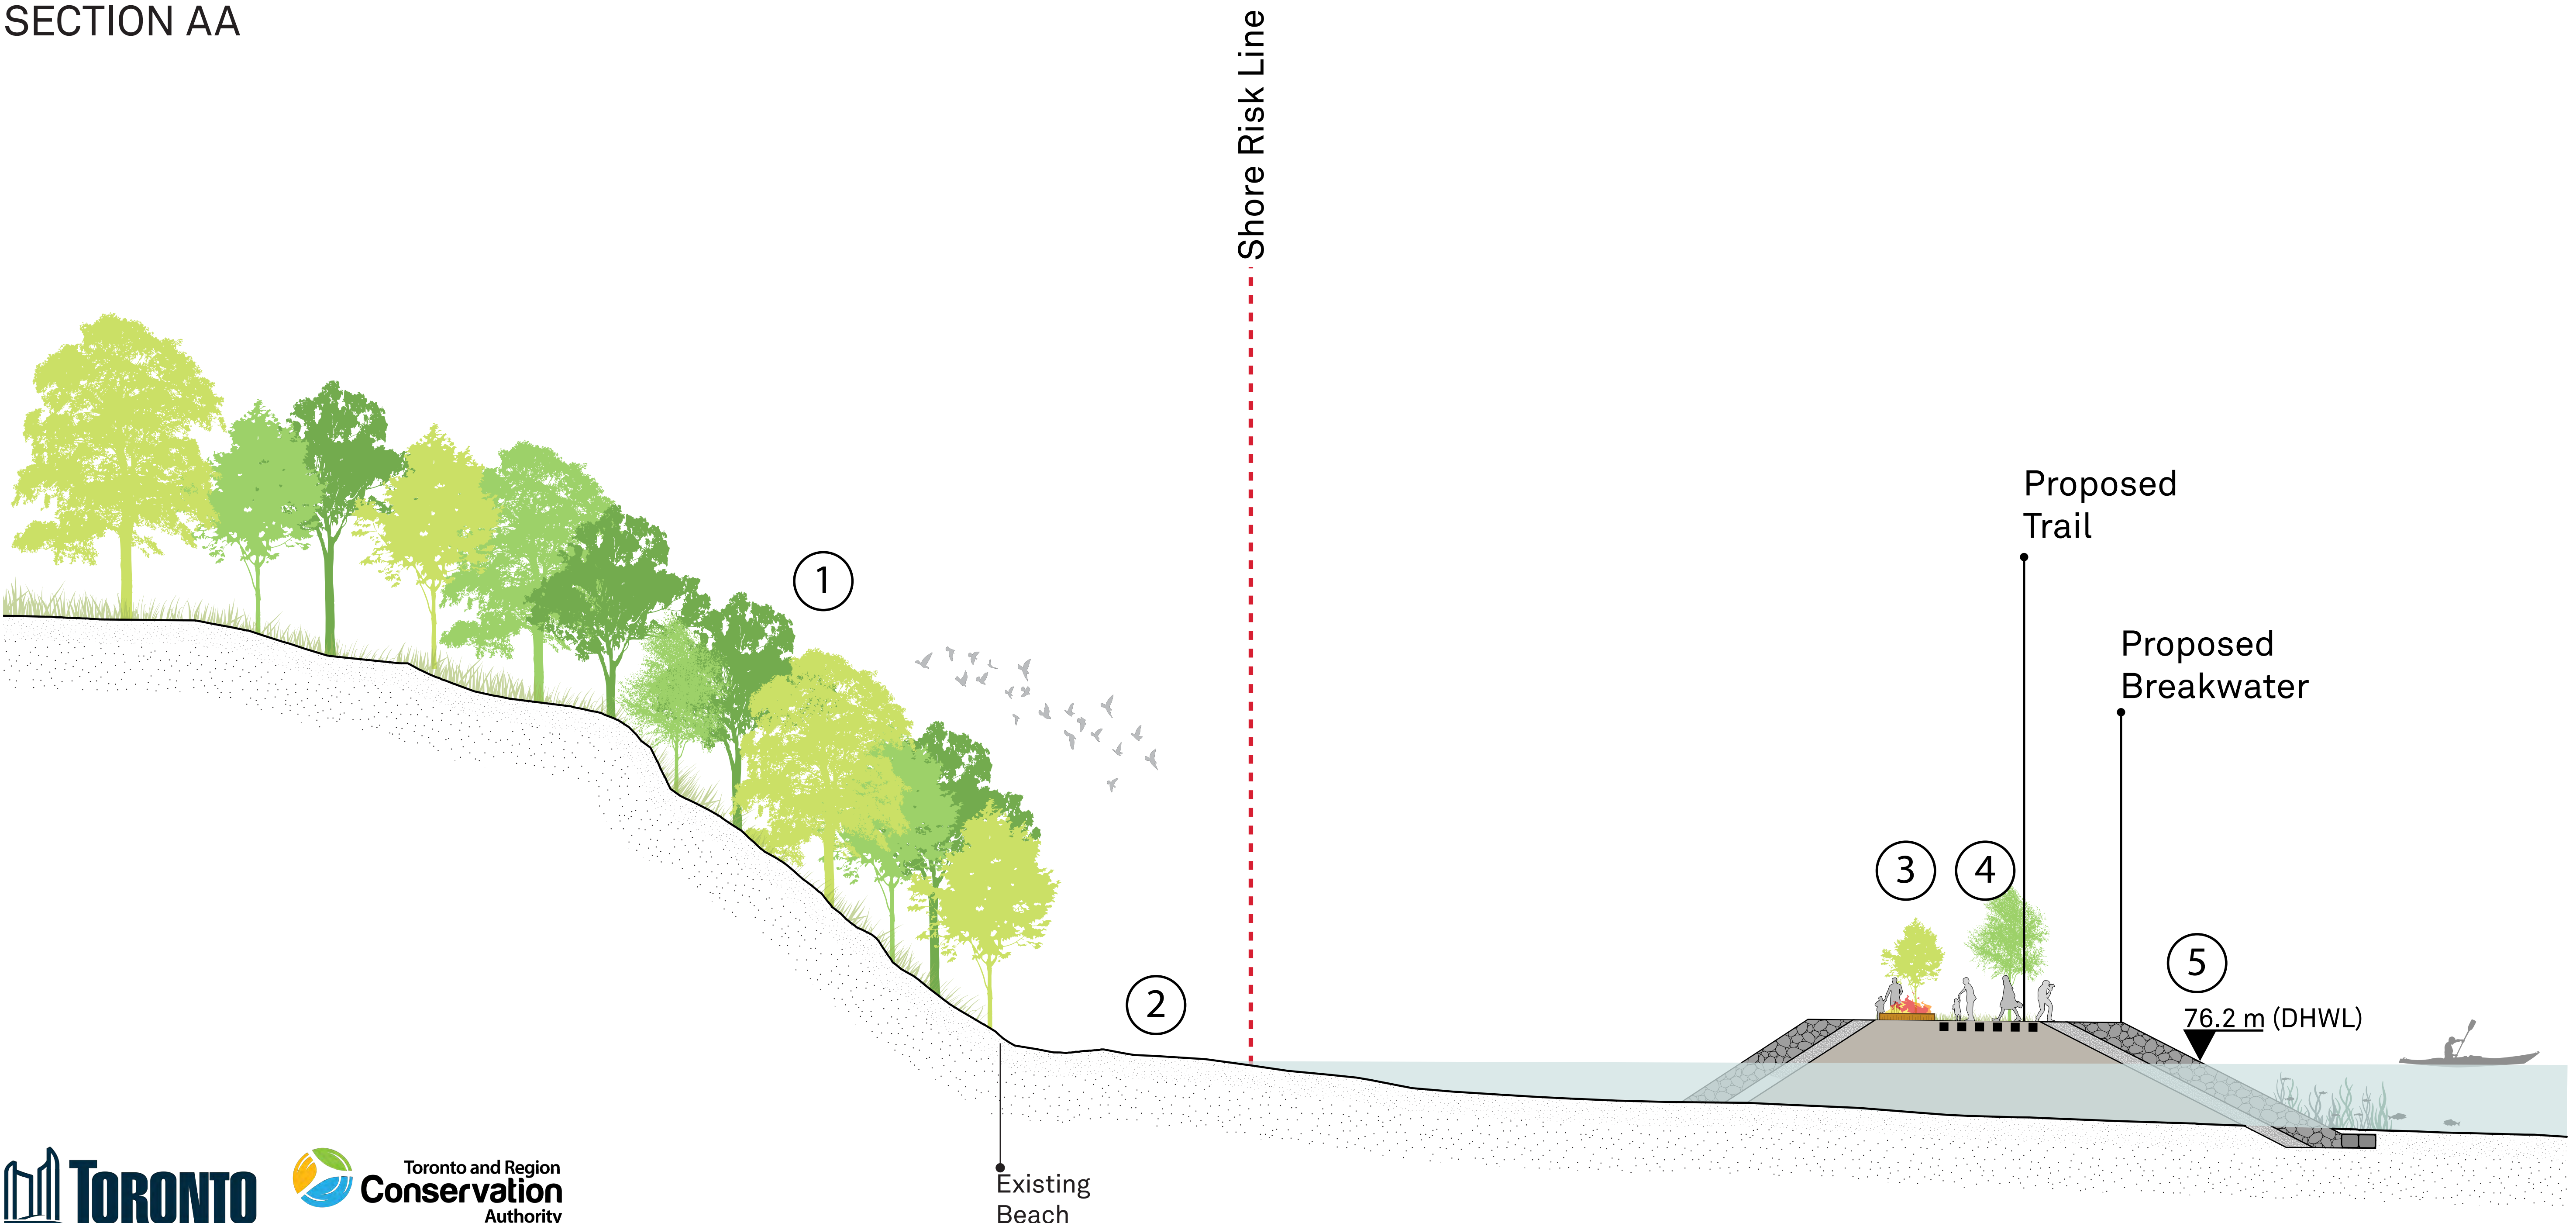 SECTION AA
Shore Risk Line
Proposed
Trail
1
Proposed
Breakwater
3
4
5
2
76.2 m (DHWL)
Existing
Beach
TORONTO
Toronto and Region
Conservation
Authority